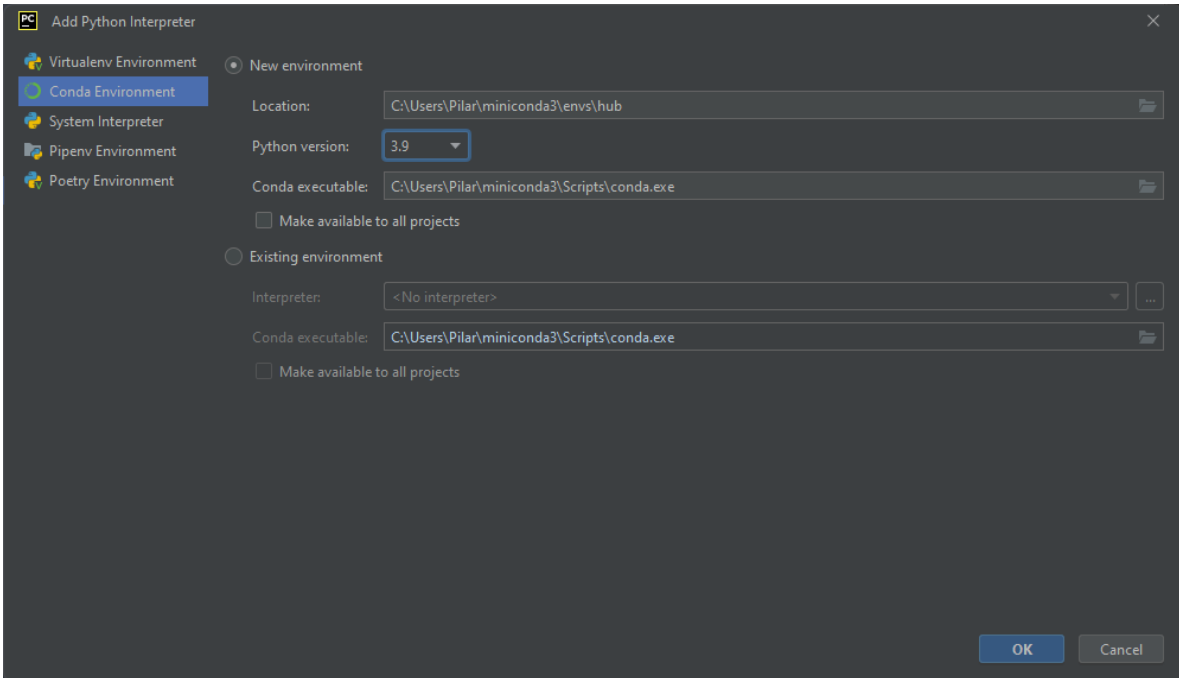 PC Add Python Interpreter
Virtualenv Environment
Conda Environment
System Interpreter
Pipenv Environment
Poetry Environment
New environment
Location: C:\Users\Pilar\miniconda3\envs\hub
Python version: 3.9
Conda executable: C:\Users\Pilar\miniconda3\Scripts\conda.exe
Make available to all projects
Existing environment
Interpreter: <No interpreter> ...
Conda executable: C:\Users\Pilar\miniconda3\Scripts\conda.exe
Make available to all projects
OK Cancel